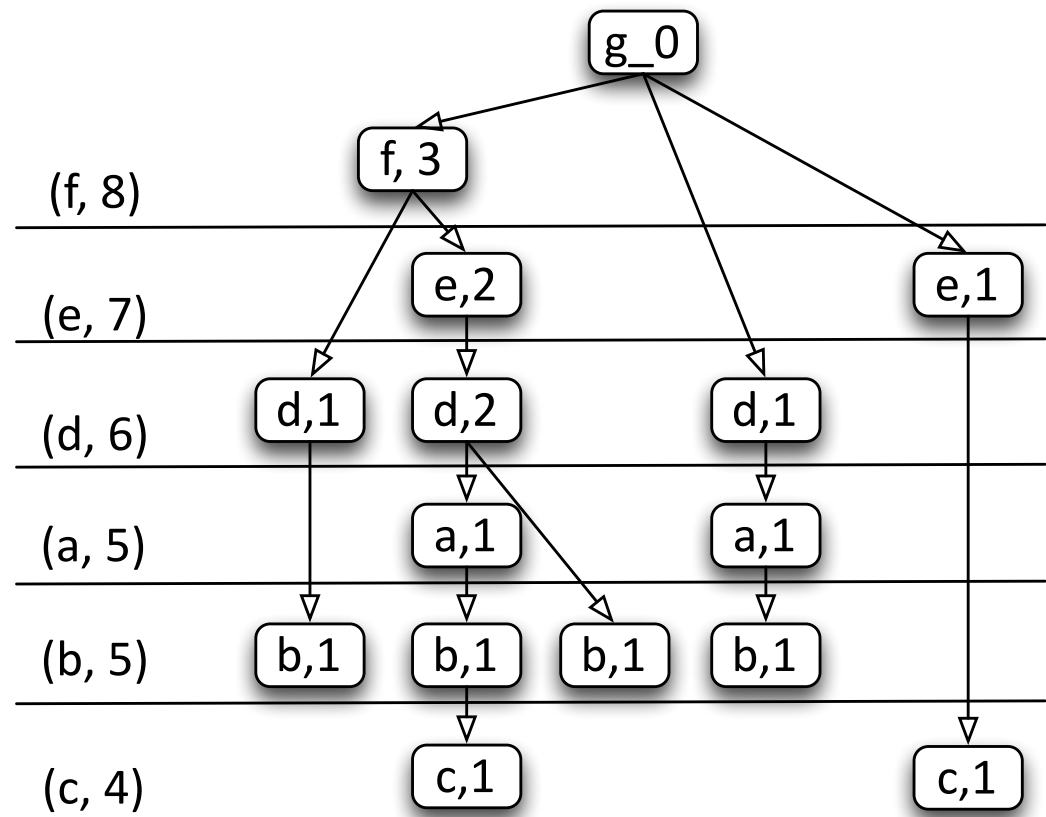 g_0
f, 3
(f, 8)
e,2
e,1
(e, 7)
d,1
d,2
d,1
(d, 6)
a,1
a,1
(a, 5)
b,1
b,1
b,1
b,1
(b, 5)
c,1
c,1
(c, 4)